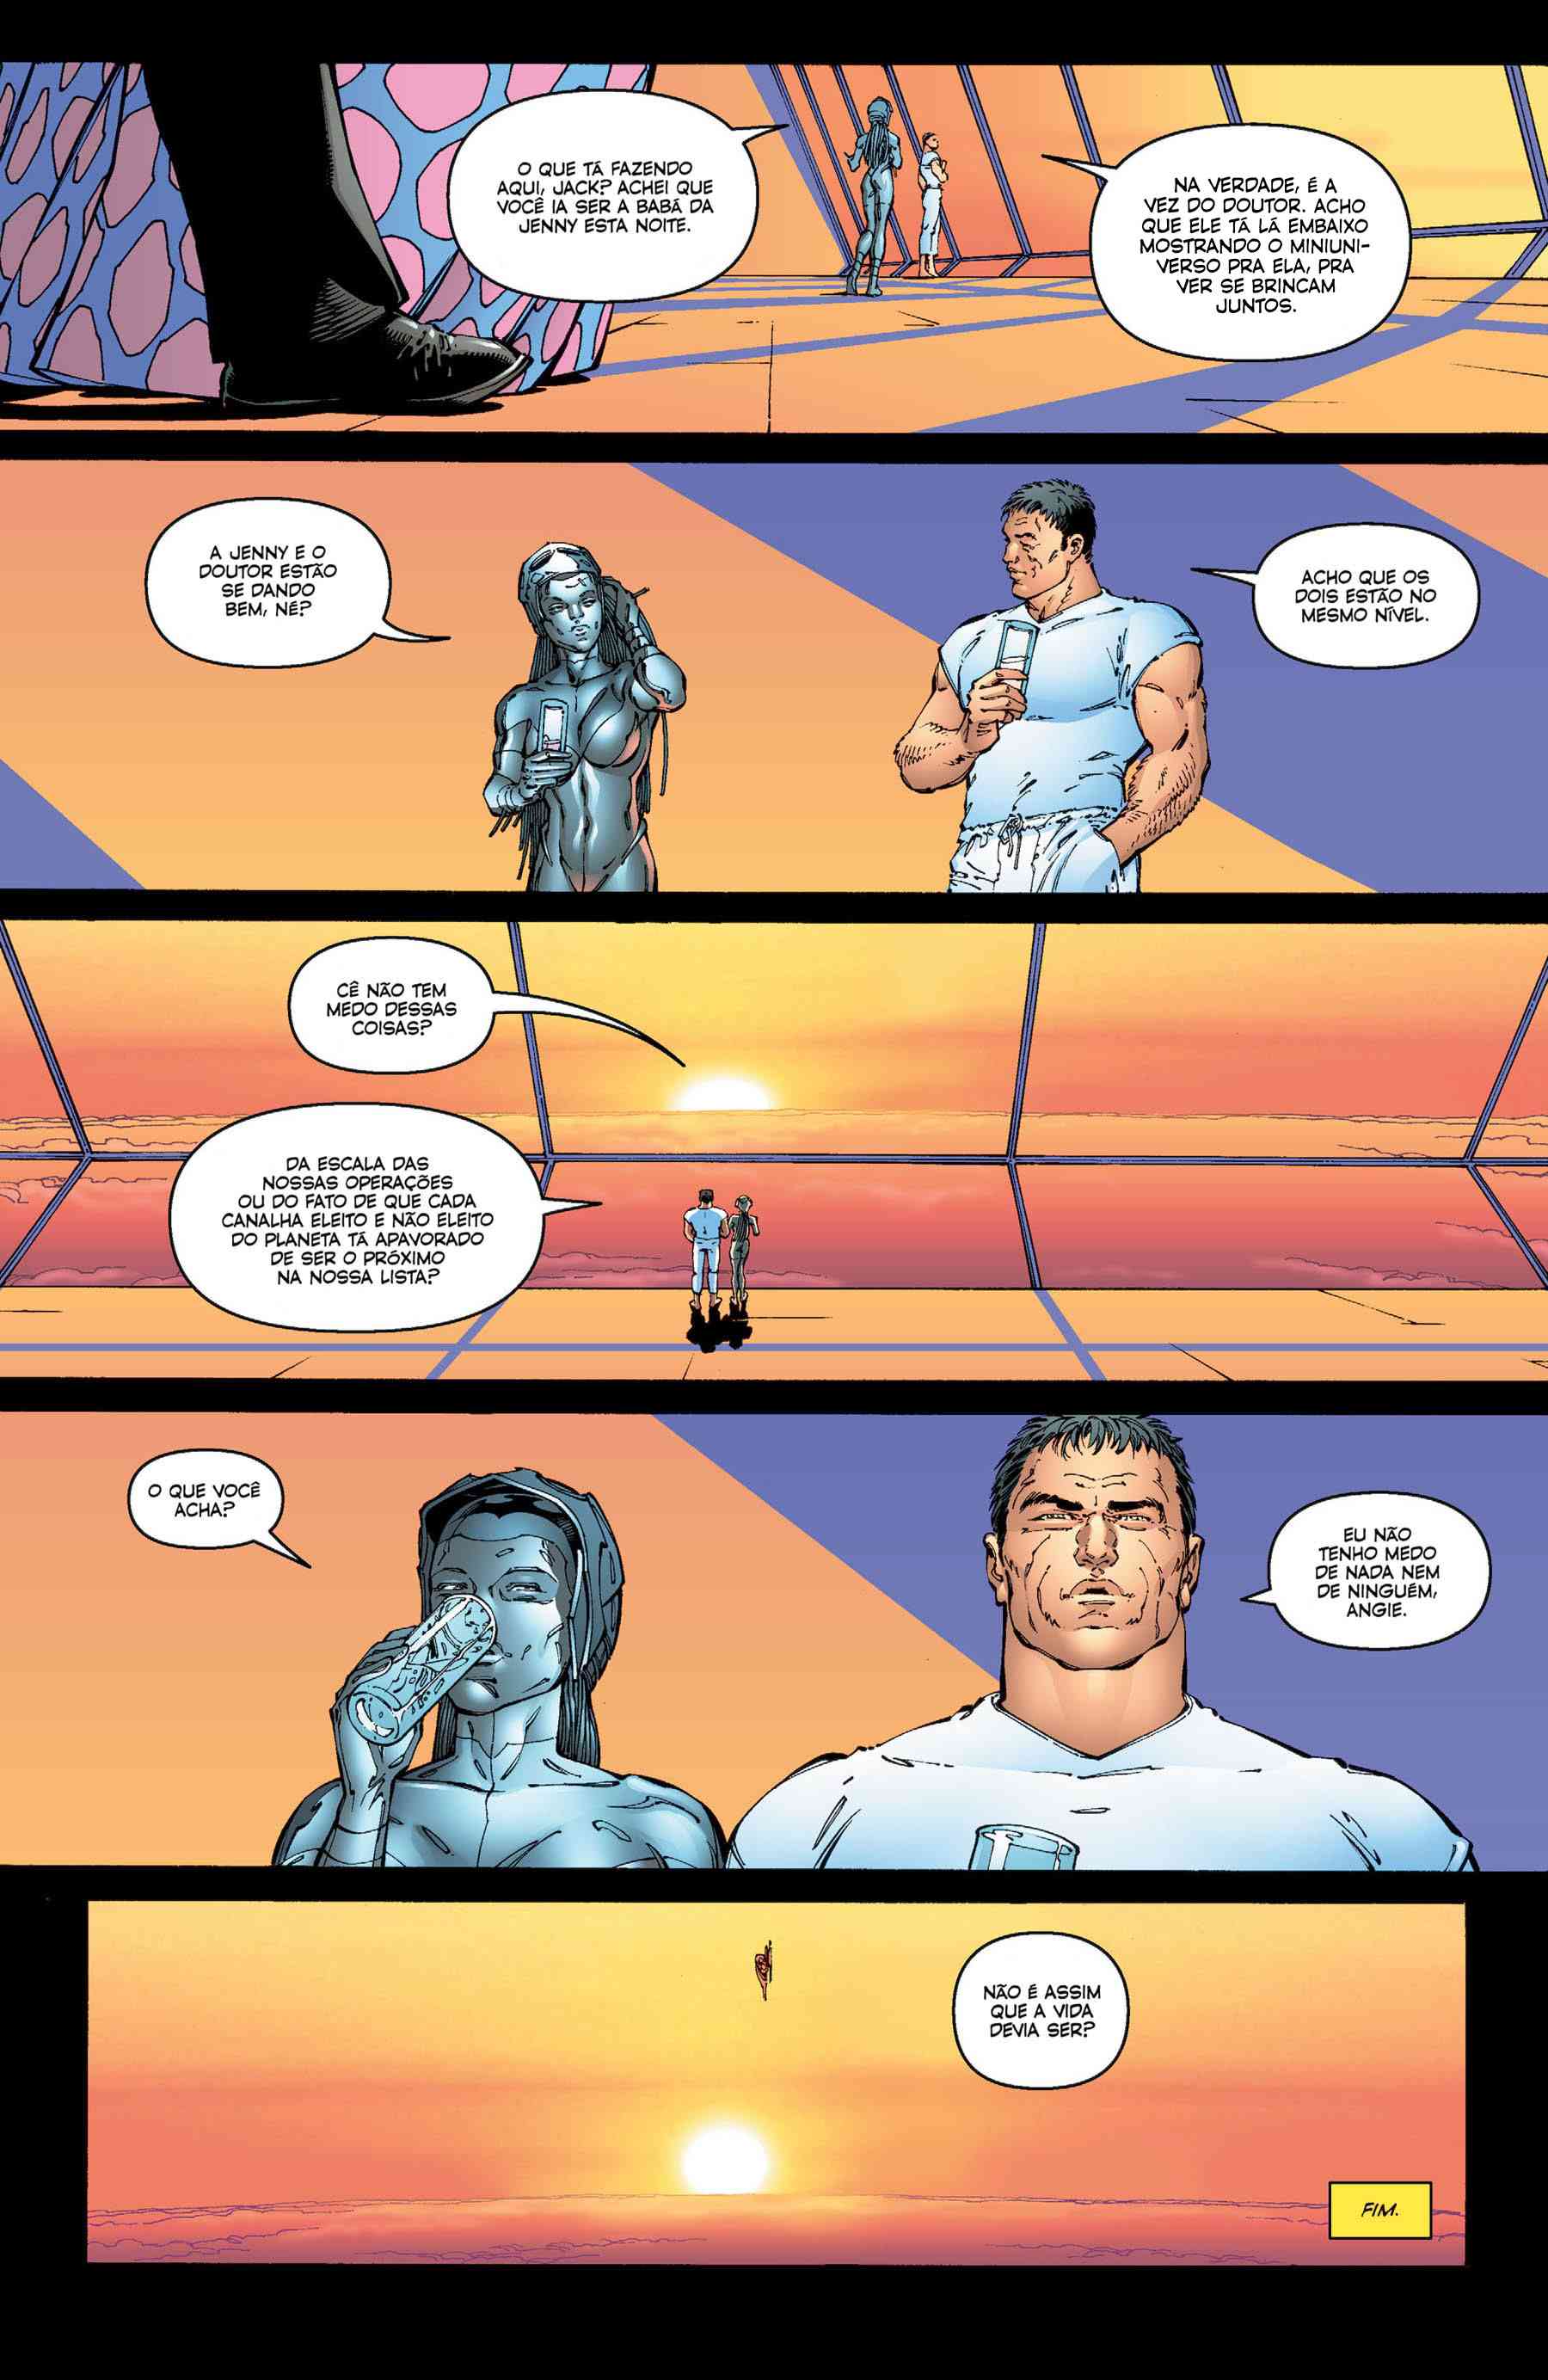 O QUE TÁ FAZENDO
AQUI, JACK? ACHEI QUE
VOCÊ IA SER A BABÁ DA
JENNY ESTA NOITE.
NA VERDADE, É A
VEZ DO DOUTOR. ACHO
QUE ELE TÁ LÁ EMBAIXO
MOSTRANDO O MINIUNI-
VERSO PRA ELA, PRA
VER SE BRINCAM
JUNTOS.
A JENNY E O
DOUTOR ESTÃO
SE DANDO
BEM, NÉ?
ACHO QUE OS
DOIS ESTÃO NO
MESMO NÍVEL.
CÊ NÃO TEM
MEDO DESSAS
COISAS?
DA ESCALA DAS
NOSSAS OPERAÇÕES
OU DO FATO DE QUE CADA
CANALHA ELEITO E NÃO ELEITO
DO PLANETA TÁ APAVORADO
DE SER O PRÓXIMO
NA NOSSA LISTA?
O QUE VOCÊ
ACHA?
EU NÃO
TENHO MEDO
DE NADA NEM
DE NINGUÉM,
ANGIE.
NÃO É ASSIM
QUE A VIDA
DEVIA SER?
FIM.